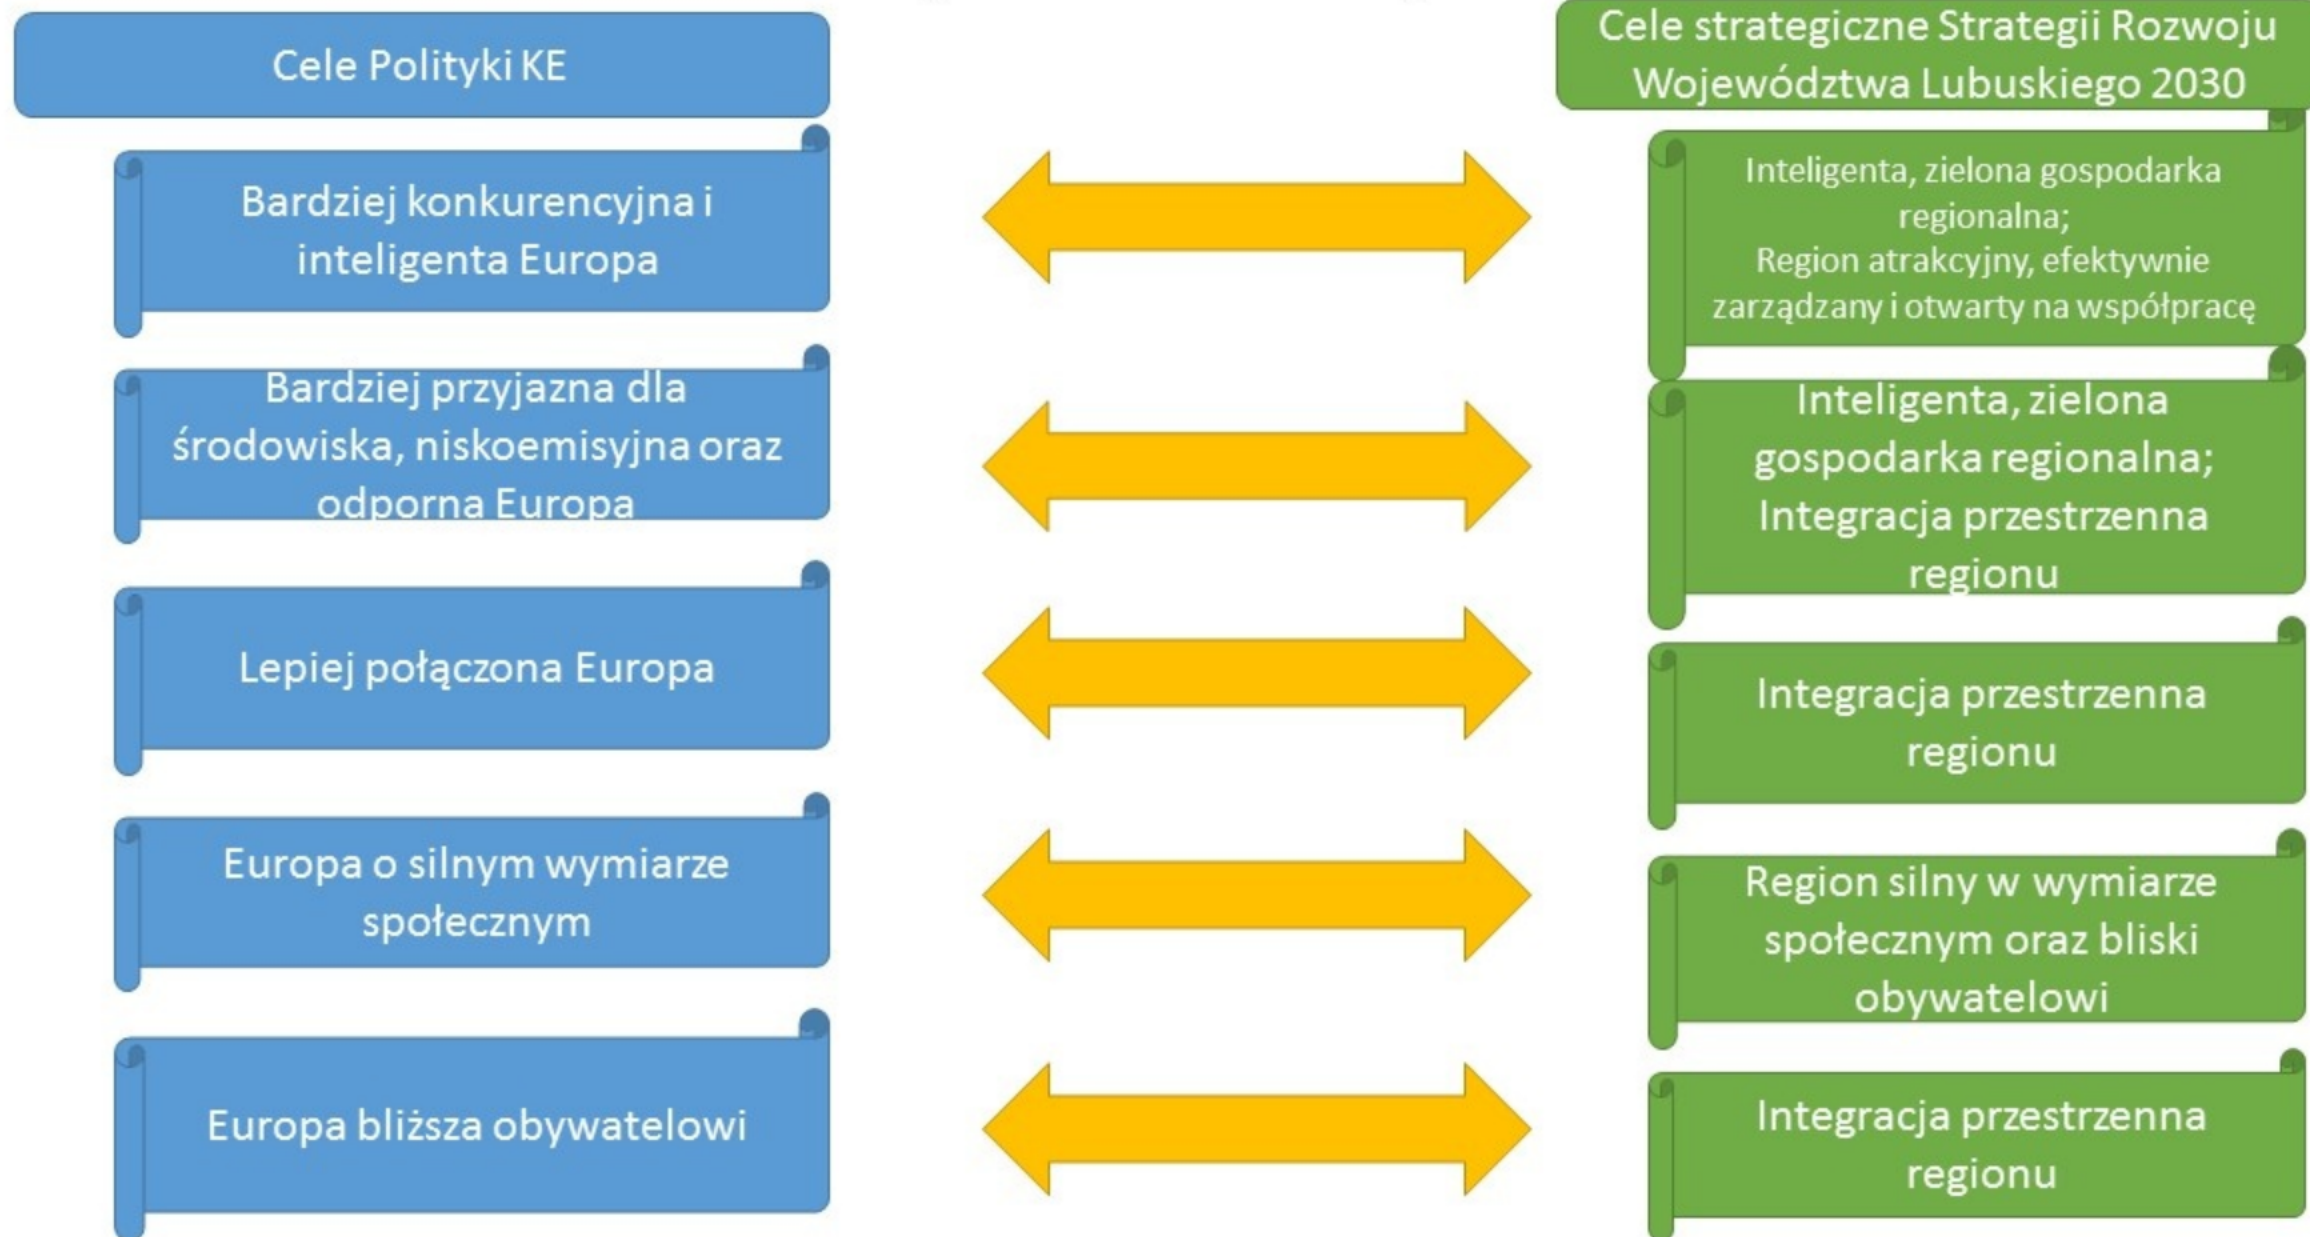 Cele Polityki KE
Cele strategiczne Strategii Rozwoju
Województwa Lubuskiego 2030
Bardziej konkurencyjna i
inteligenta Europa
Inteligenta, zielona gospodarka
regionalna;
Region atrakcyjny, efektywnie
zarządzany i otwarty na współpracę
Bardziej przyjazna dla
środowiska, niskoemisyjna oraz
odporna Europa
Inteligenta, zielona
gospodarka regionalna;
Integracja przestrzenna
regionu
Lepiej połączona Europa
Integracja przestrzenna
regionu
Europa o silnym wymiarze
społecznym
Region silny w wymiarze
społecznym oraz bliski
obywatelowi
Europa bliższa obywatelowi
Integracja przestrzenna
regionu